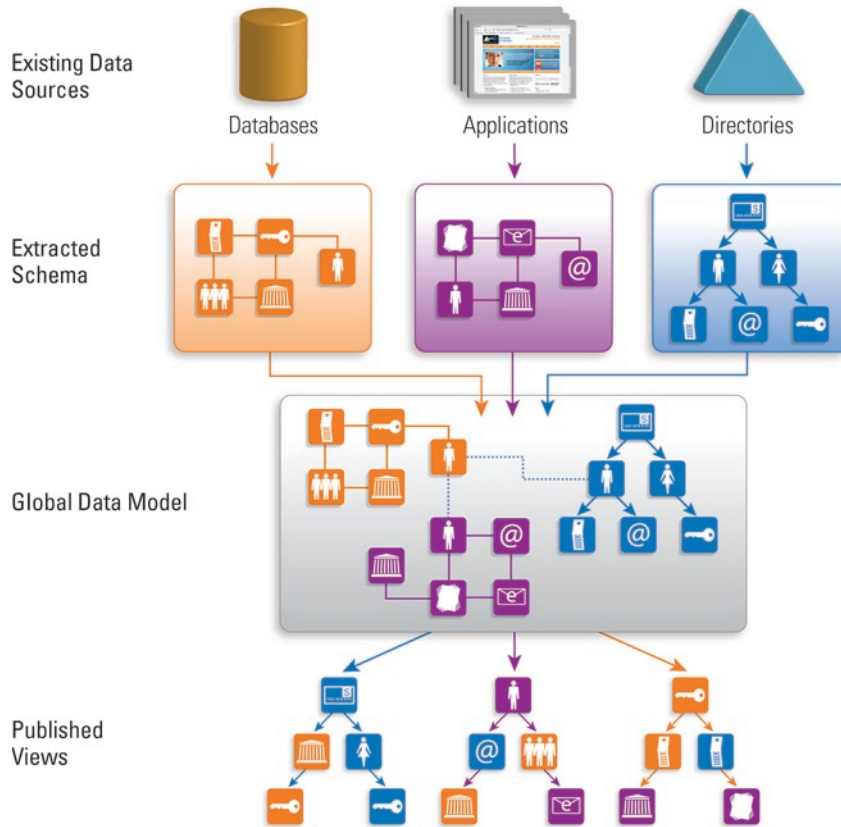 Existing Data
Sources
Databases
Applications
Directories
Extracted
Schema
@
@
Global Data Model
@
@
Published
Views
@